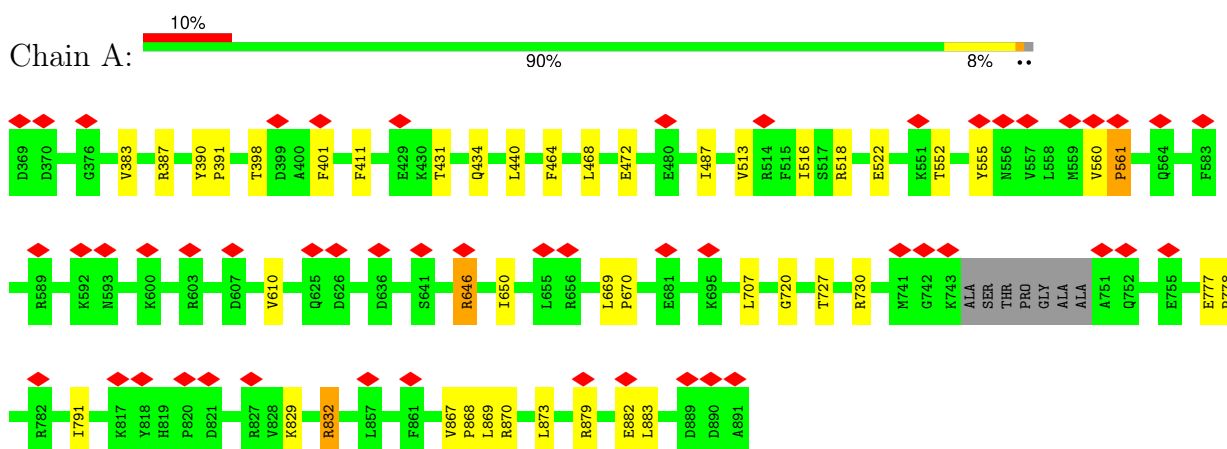 10%
Chain A:
90% 8% ••
D369 D370 G376 V383 R387 Y390 P391 T398 D399 A400 F401 F411 E429 K430 T431 Q434 L440 F464 L468 E472 E480 I487 V513 R514 F515 I516 S517 R518 E522 K551 T552 Y555 N556 V557 L558 M559 V560 P561 Q564 F583
R589 K592 N593 K600 R603 D607 V610 Q625 D626 D636 S641 R646 I650 L655 R656 L669 P670 E681 K695 L707 G720 T727 R730 M741 G742 K743 ALA SER THR PRO GLY ALA ALA A751 Q752 E755 E777
R782 I791 K817 Y818 H819 P820 D821 R827 V828 K829 R832 L857 F861 V867 P868 L869 R870 L873 R879 E882 L883 D889 D890 A891